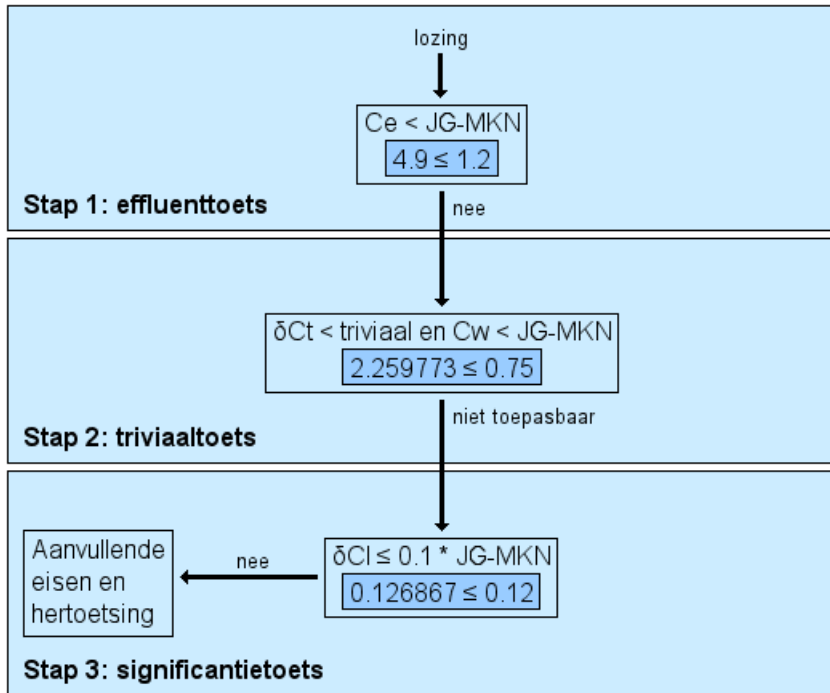 lozing
Ce < JG-MKN
4.9 ≤ 1.2
Stap 1: effluenttoets
nee
δCt < triviaal en Cw < JG-MKN
2.259773 ≤ 0.75
niet toepasbaar
Stap 2: triviaaltoets
δCl ≤ 0.1 * JG-MKN
0.126867 ≤ 0.12
nee
Aanvullende
eisen en
hertoetsing
Stap 3: significantietoets